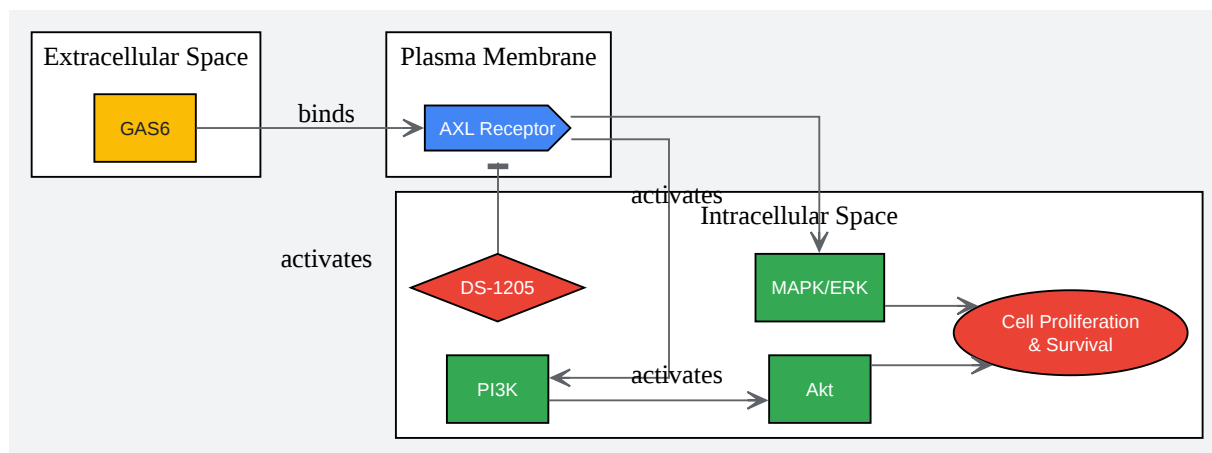 Extracellular Space
Plasma Membrane
GAS6
binds
AXL Receptor
activates
Intracellular Space
activates
DS-1205
MAPK/ERK
Cell Proliferation
& Survival
PI3K
activates
Akt